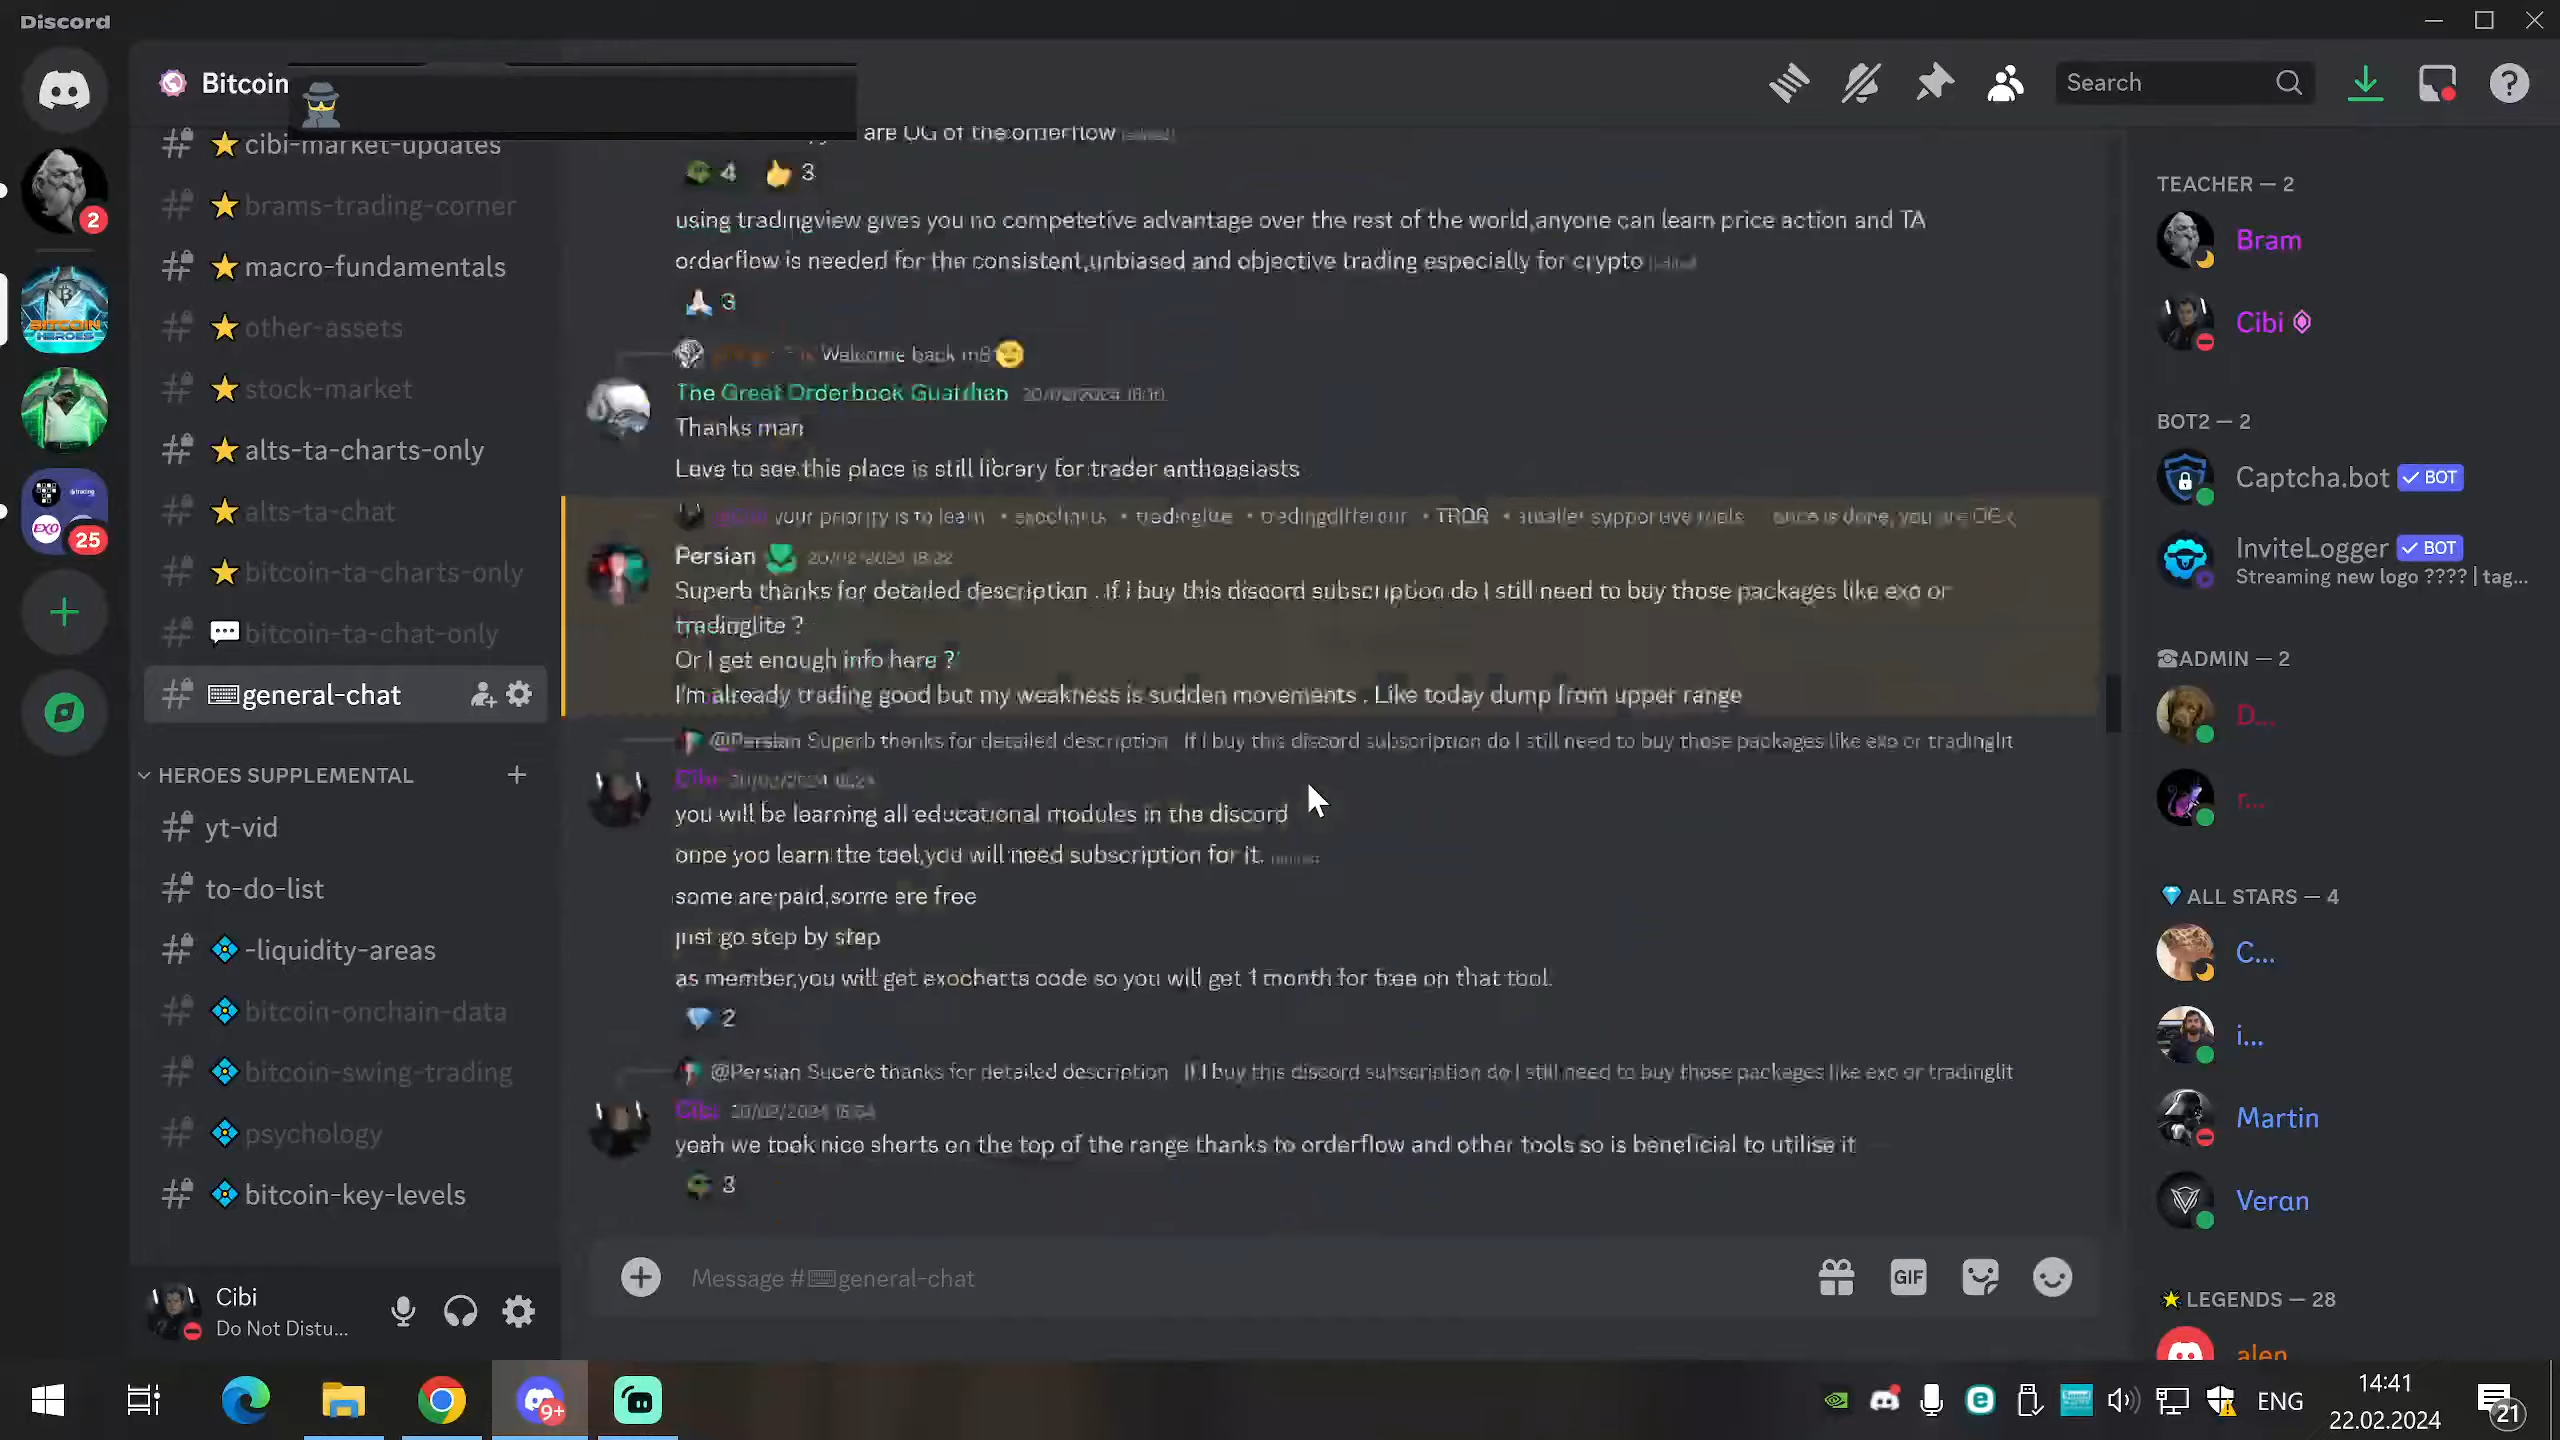 Discord
Bitcoin
Search
2
BITCOIN
HEROES
trading
EXO
25
cibi-market-updates
brams-trading-corner
macro-fundamentals
other-assets
stock-market
alts-ta-charts-only
alts-ta-chat
bitcoin-ta-charts-only
bitcoin-ta-chat-only
general-chat
HEROES SUPPLEMENTAL
yt-vid
to-do-list
-liquidity-areas
bitcoin-onchain-data
bitcoin-swing-trading
psychology
bitcoin-key-levels
Cibi
Do Not Distu...
are OG of the orderflow
4 3
using tradingview gives you no competetive advantage over the rest of the world,anyone can learn price action and TA
orderflow is needed for the consistent,unbiased and objective trading especially for crypto
3
Welcome back m8
The Great Orderbook Guardian
Thanks man
Love to see this place is still library for trader
your priority is to learn
Persian
Superb thanks for detailed description . If i buy this discord subscription do I still need to buy those packages like exo or
tradinglite ?
Or I get enough info here ?
I'm already trading good but my weakness is sudden movements . Like today dump from upper range
@Persian Superb thanks for detailed description If I buy this discord subscription do I still need to buy those packages like exo or tradinglit
Cibi
you will be learning all educational modules in the discord
once you learn the tool,you will need subscription for it.
some are paid,some are free
just go step by step
as member,you will get exocharts code so you will get 1 month for free on that tool.
2
@Persian Superb thanks for detailed description If I buy this discord subscription do I still need to buy those packages like exo or tradinglit
Cibi
yeah we took nice shorts on the top of the range thanks to orderflow and other tools so is beneficial to utilise it
3
Message #general-chat
GIF
TEACHER — 2
Bram
Cibi
BOT2 — 2
Captcha.bot BOT
InviteLogger BOT
Streaming new logo ???? | tag...
ADMIN — 2
D...
r...
ALL STARS — 4
C...
i...
Martin
Veran
LEGENDS — 28
alen
9+
ENG
14:41
22.02.2024
21